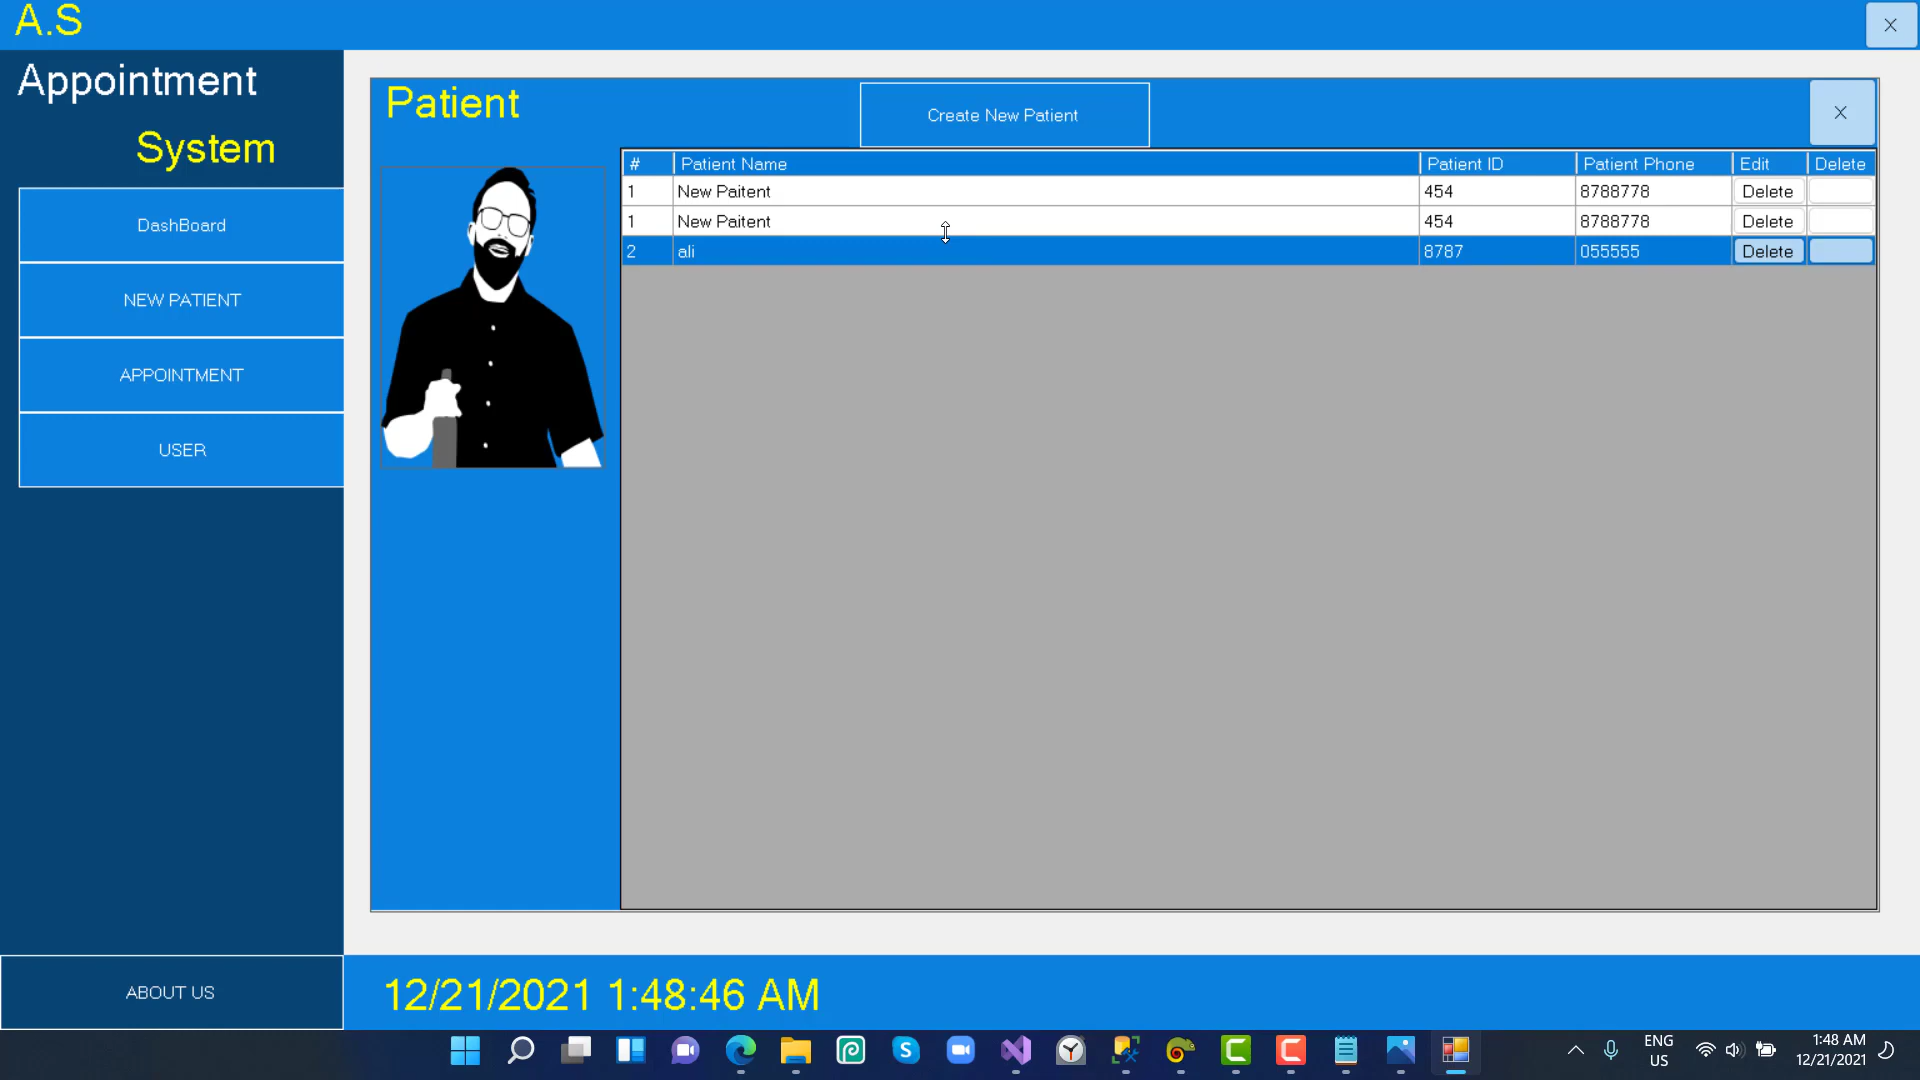 A.S
Appointment
System
DashBoard
NEW PATIENT
APPOINTMENT
USER
ABOUT US
Patient
Create New Patient
# Patient Name Patient ID Patient Phone Edit Delete
1 New Paitent 454 8788778 Delete
1 New Paitent 454 8788778 Delete
2 ali 8787 055555 Delete
12/21/2021 1:48:46 AM
ENG
US
1:48 AM
12/21/2021